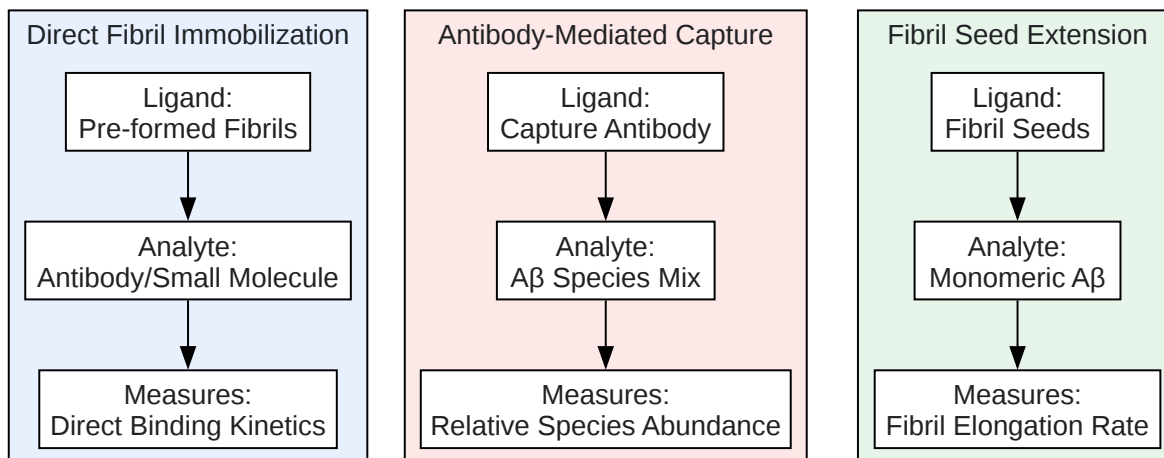 Direct Fibril Immobilization
Ligand:
Pre-formed Fibrils
Analyte:
Antibody/Small Molecule
Measures:
Direct Binding Kinetics
Antibody-Mediated Capture
Ligand:
Capture Antibody
Analyte:
Aβ Species Mix
Measures:
Relative Species Abundance
Fibril Seed Extension
Ligand:
Fibril Seeds
Analyte:
Monomeric Aβ
Measures:
Fibril Elongation Rate